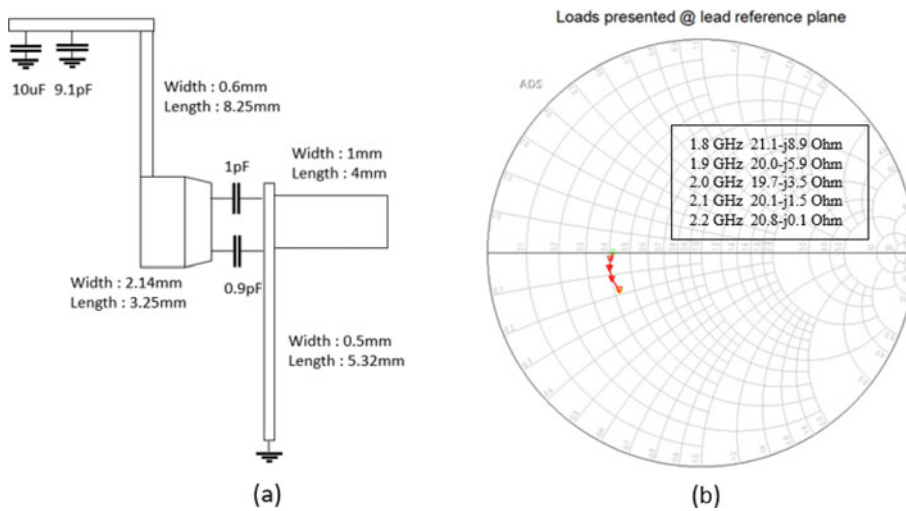 10uF
9.1pF
Width : 0.6mm
Length : 8.25mm
1pF
Width : 1mm
Length : 4mm
Width : 2.14mm
Length : 3.25mm
0.9pF
Width : 0.5mm
Length : 5.32mm
(a)
Loads presented @ lead reference plane
ADS
1.8 GHz 21.1-j8.9 Ohm
1.9 GHz 20.0-j5.9 Ohm
2.0 GHz 19.7-j3.5 Ohm
2.1 GHz 20.1-j1.5 Ohm
2.2 GHz 20.8-j0.1 Ohm
(b)